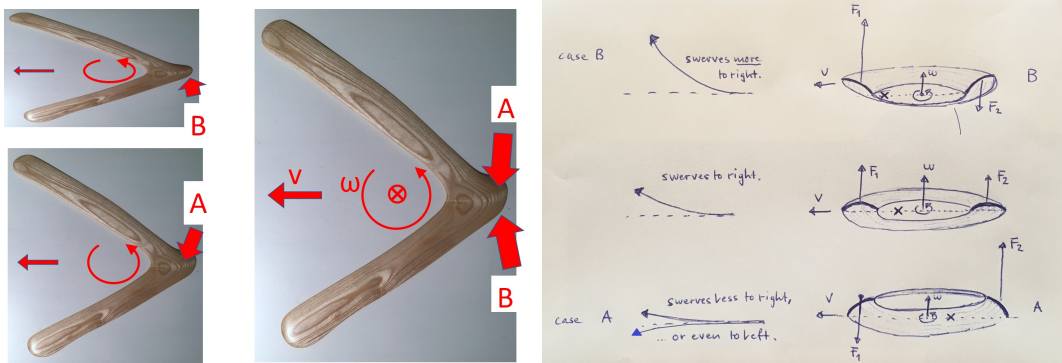 B
A
v
ω
A
B
case B
swerves more
to right.
F1
v
ω
F2
B
swerves to right.
F1
ω
F2
v
case A
swerves less to right,
... or even to left.
F2
v
ω
F1
A